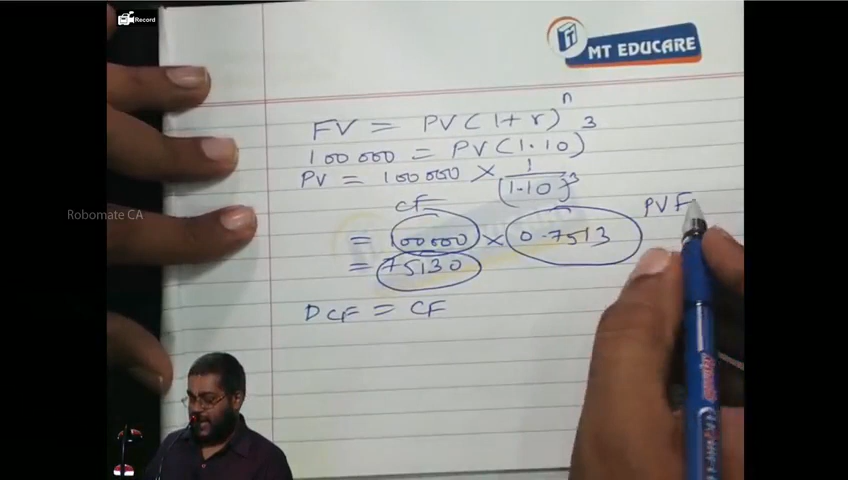 Record
MT EDUCARE
FV = PV(1+r)^n
100000 = PV(1.10)^3
PV = 100000 × 1/(1.10)^3
CF
= 100000 × 0.7513
PVF
= 75130
DCF = CF
Robomate CA